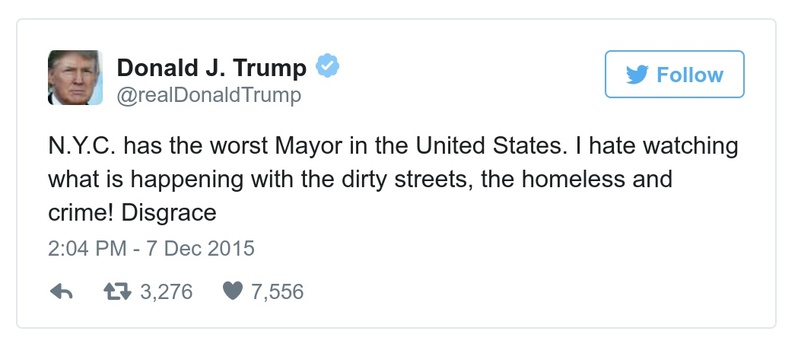 Donald J. Trump
@realDonaldTrump
Follow
N.Y.C. has the worst Mayor in the United States. I hate watching
what is happening with the dirty streets, the homeless and
crime! Disgrace
2:04 PM - 7 Dec 2015
3,276 7,556